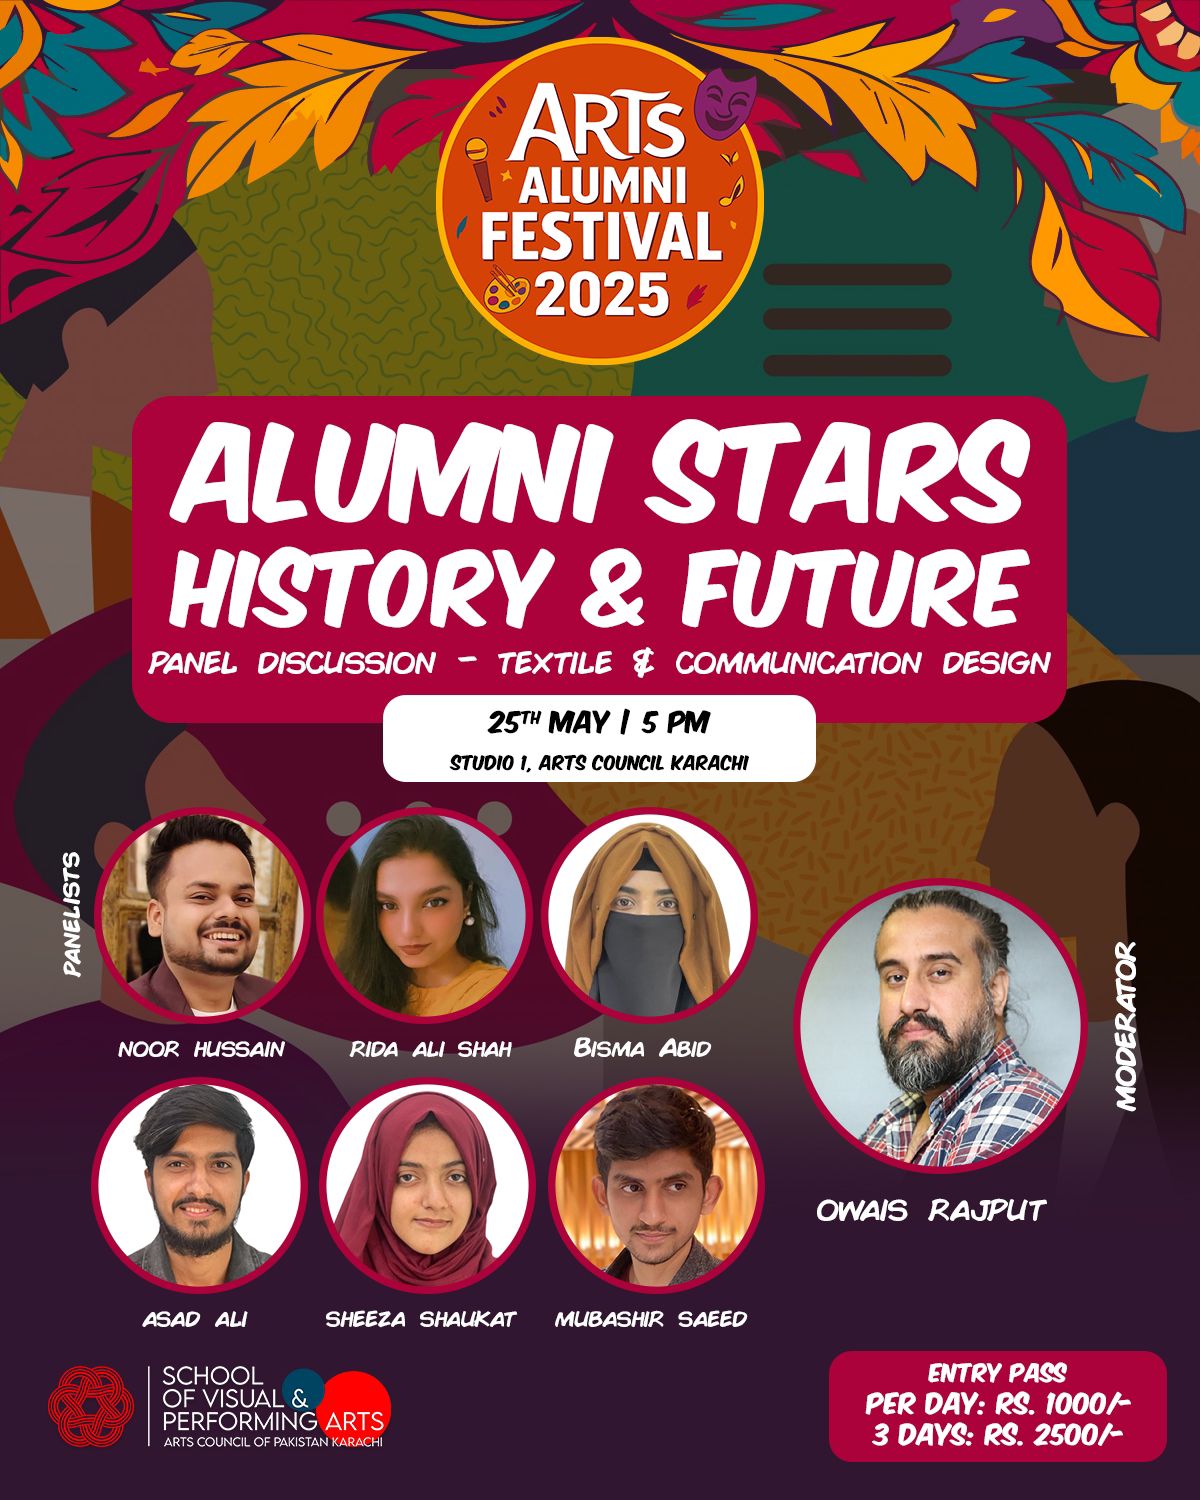 ARTS
ALUMNI
FESTIVAL
2025
ALUMNI STARS
HISTORY & FUTURE
PANEL DISCUSSION - TEXTILE & COMMUNICATION DESIGN
25TH MAY | 5 PM
STUDIO 1, ARTS COUNCIL KARACHI
PANELISTS
NOOR HUSSAIN
RIDA ALI SHAH
BISMA ABID
ASAD ALI
SHEEZA SHAUKAT
MUBASHIR SAEED
MODERATOR
OWAIS RAJPUT
SCHOOL
OF VISUAL &
PERFORMING ARTS
ARTS COUNCIL OF PAKISTAN KARACHI
ENTRY PASS
PER DAY: RS. 1000/-
3 DAYS: RS. 2500/-